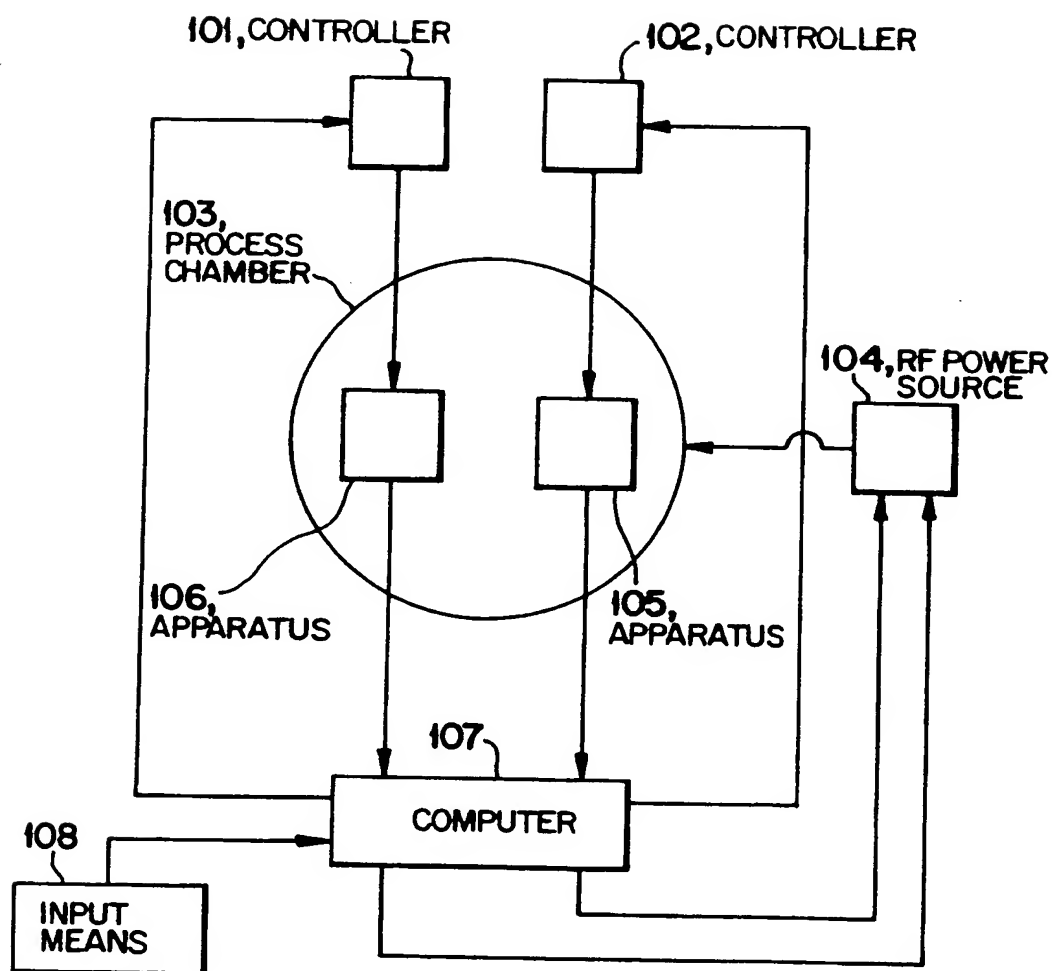 101, CONTROLLER
102, CONTROLLER
103,
PROCESS
CHAMBER
104, RF POWER
SOURCE
106,
APPARATUS
105,
APPARATUS
107
COMPUTER
108
INPUT
MEANS